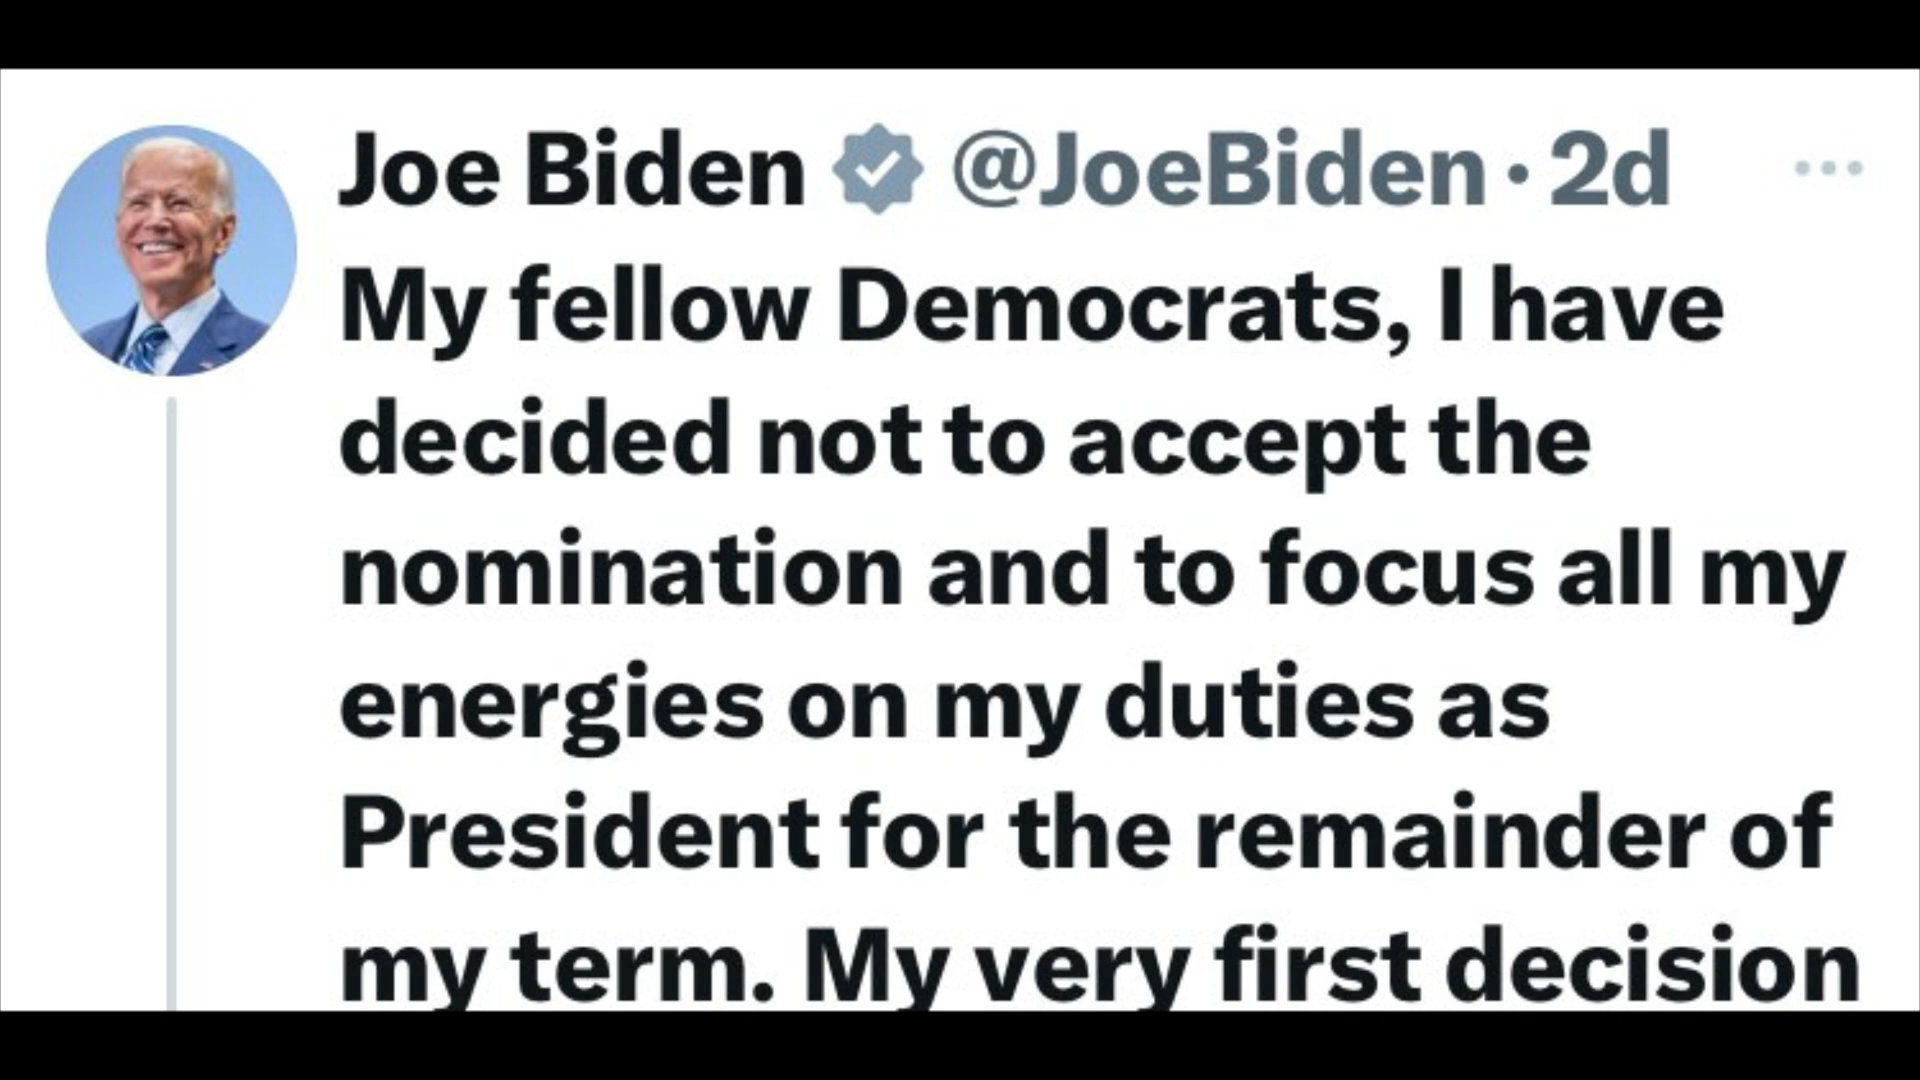 Joe Biden @JoeBiden · 2d
My fellow Democrats, I have
decided not to accept the
nomination and to focus all my
energies on my duties as
President for the remainder of
my term. My very first decision